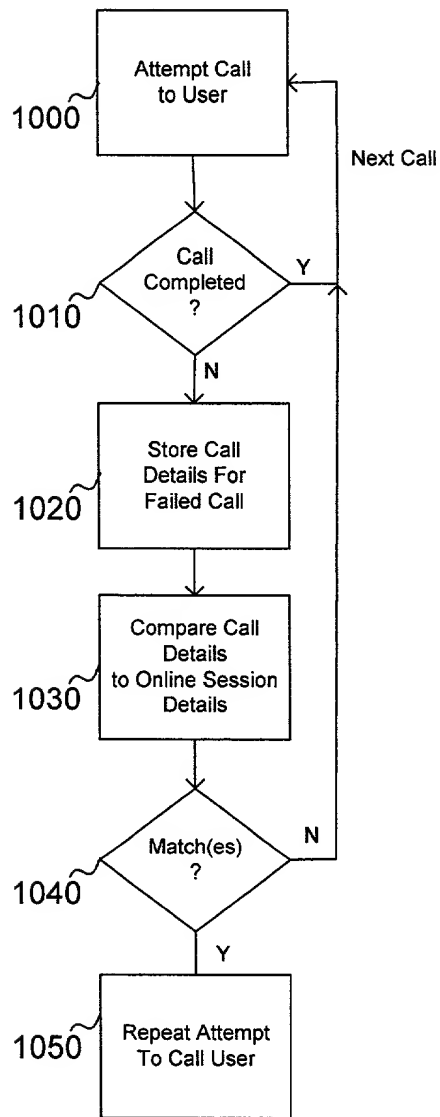 Attempt Call
to User
1000
Next Call
Call
Completed
?
Y
1010
N
Store Call
Details For
Failed Call
1020
Compare Call
Details
to Online Session
Details
1030
Match(es)
?
N
1040
Y
Repeat Attempt
To Call User
1050